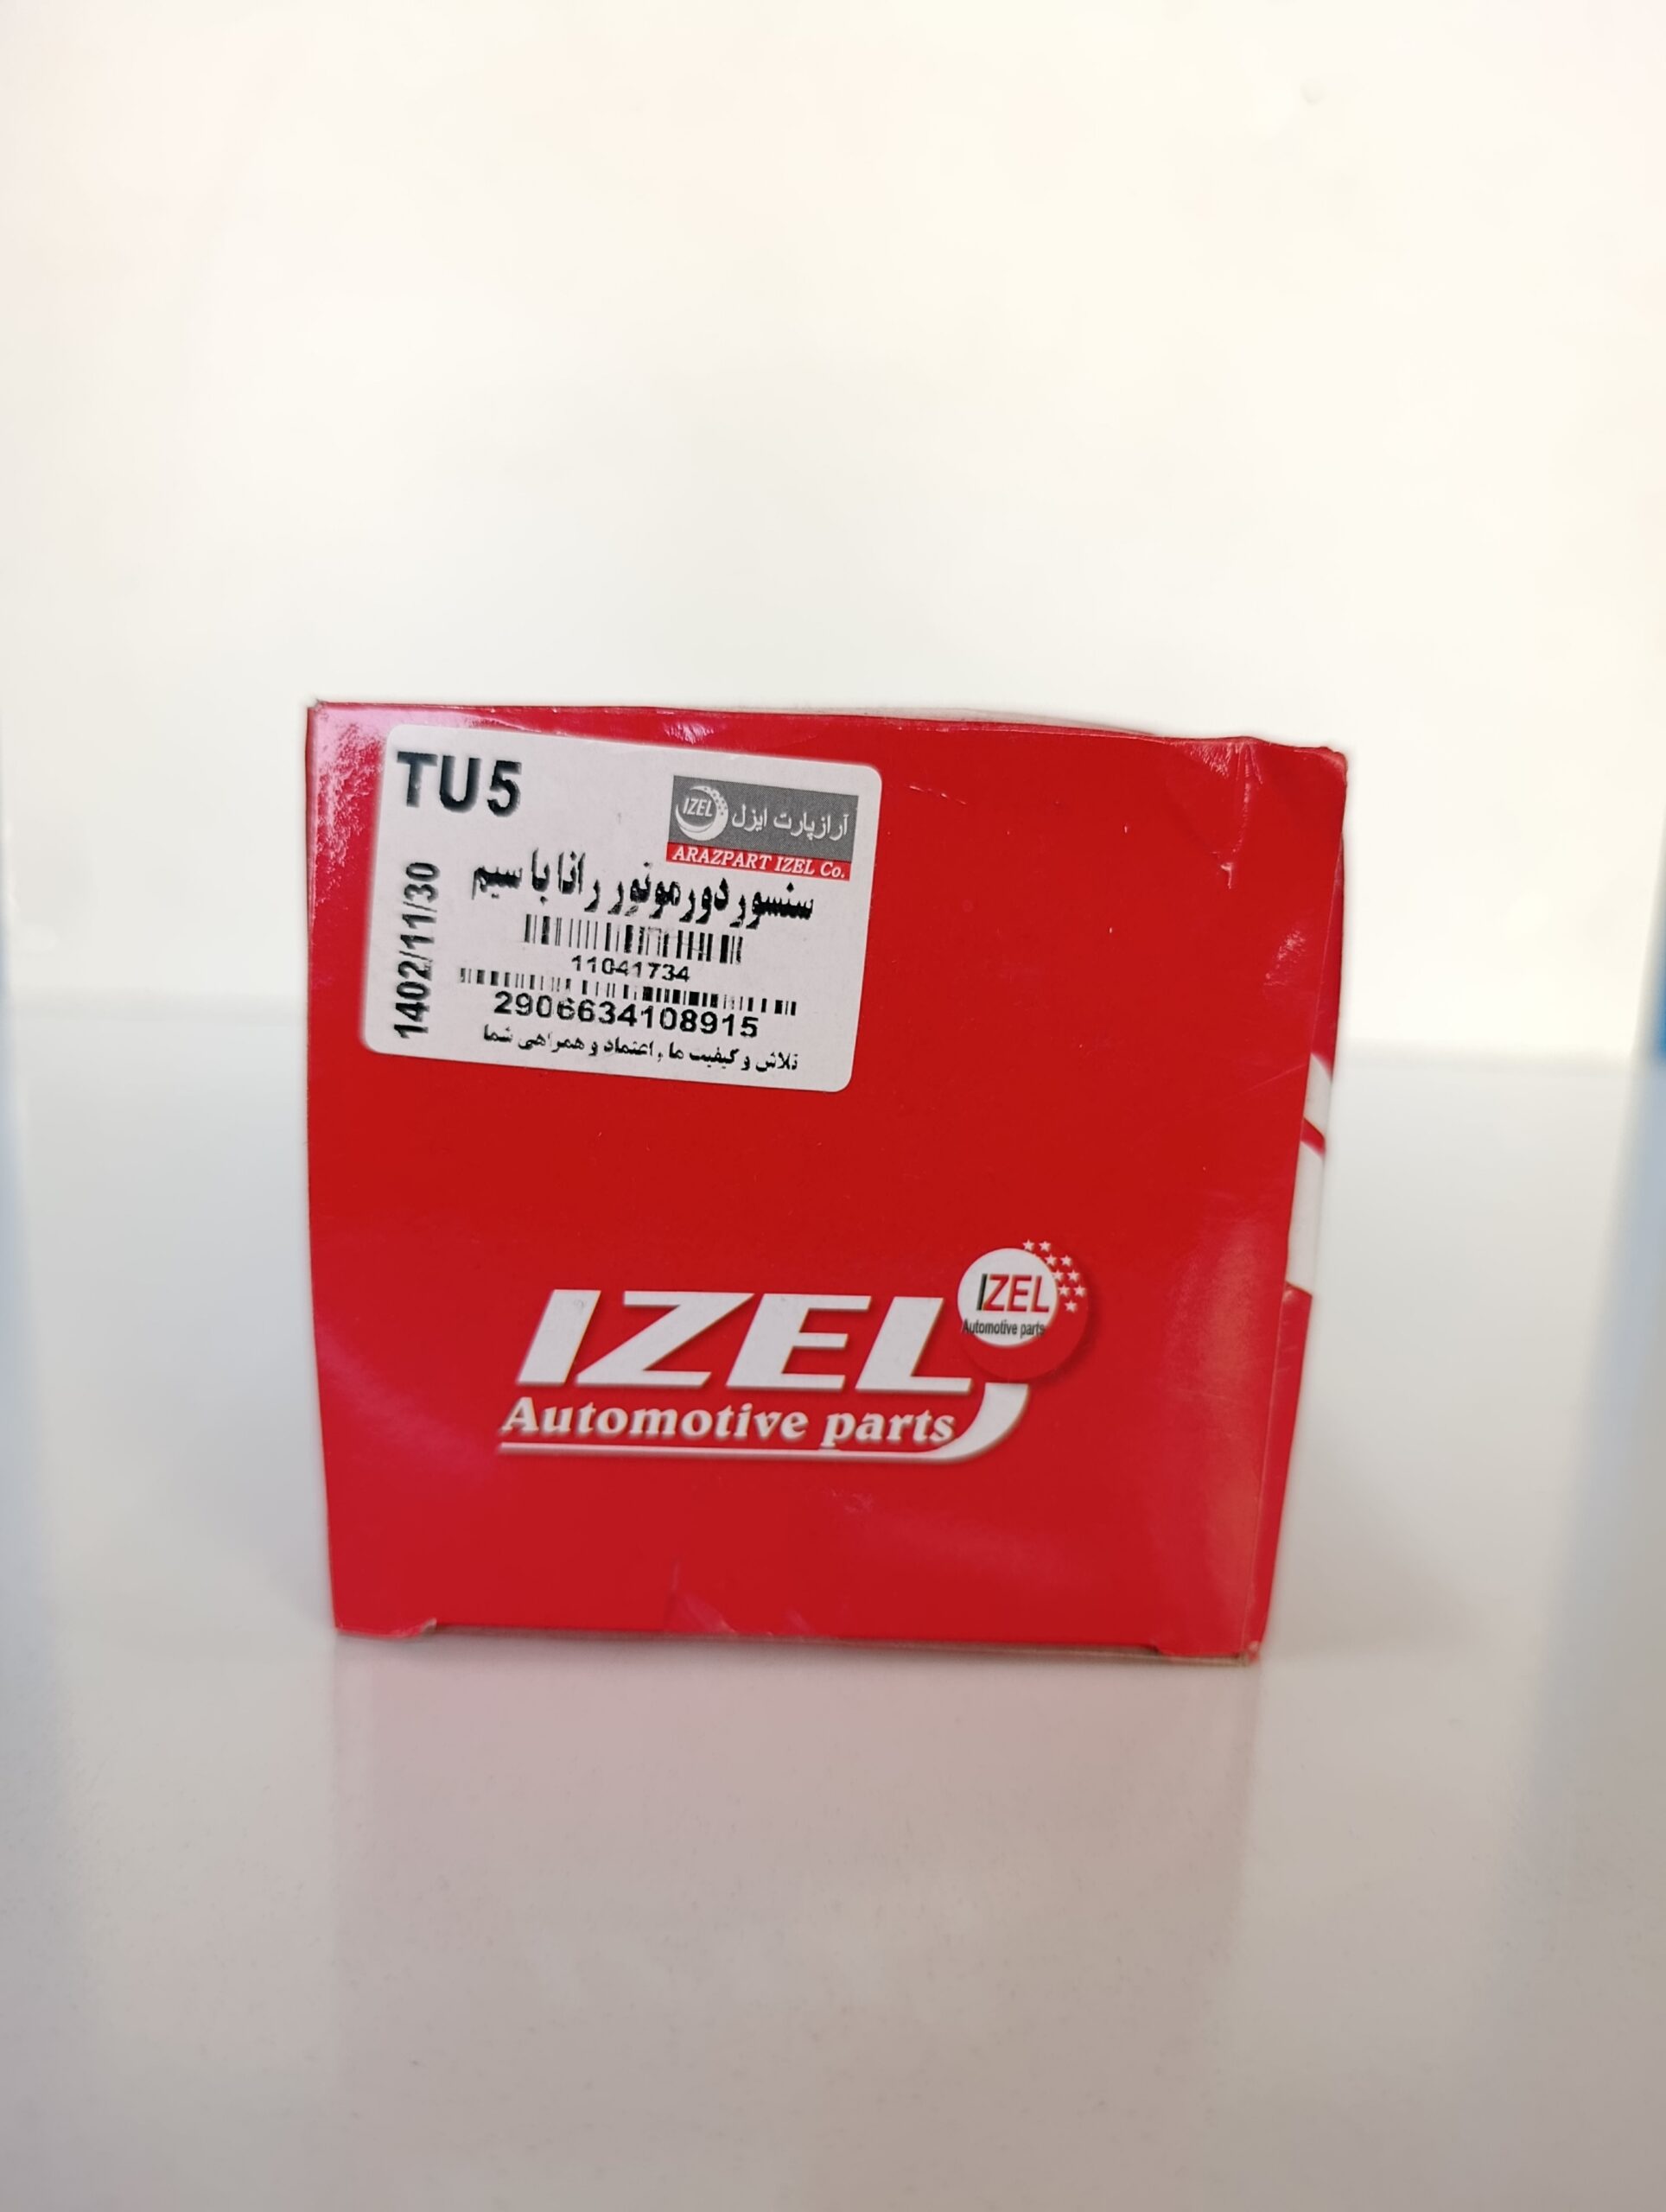 TU5
IZEL
آرازپارت ایزل
ARAZPART IZEL Co.
سنسور دور موتور رانا با سیم
1402/11/30
11041734
2906634108915
تلاش و کیفیت ما , اعتماد و همراهی شما
IZEL
Automotive parts
IZEL
Automotive parts